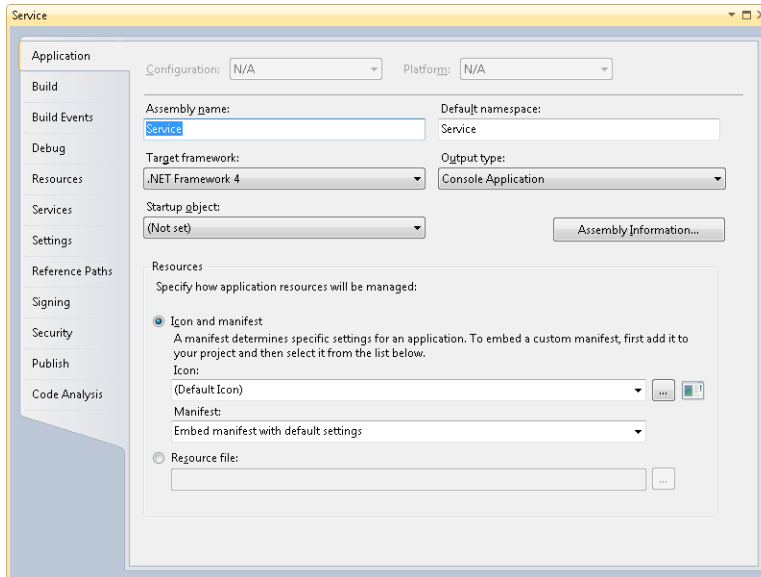 Service
Application
Build
Build Events
Debug
Resources
Services
Settings
Reference Paths
Signing
Security
Publish
Code Analysis
Configuration: N/A Platform: N/A
Assembly name: Default namespace:
Service Service
Target framework: Output type:
.NET Framework 4 Console Application
Startup object:
(Not set) Assembly Information...
Resources
Specify how application resources will be managed:
Icon and manifest
A manifest determines specific settings for an application. To embed a custom manifest, first add it to
your project and then select it from the list below.
Icon:
(Default Icon) ...
Manifest:
Embed manifest with default settings
Resource file:
...